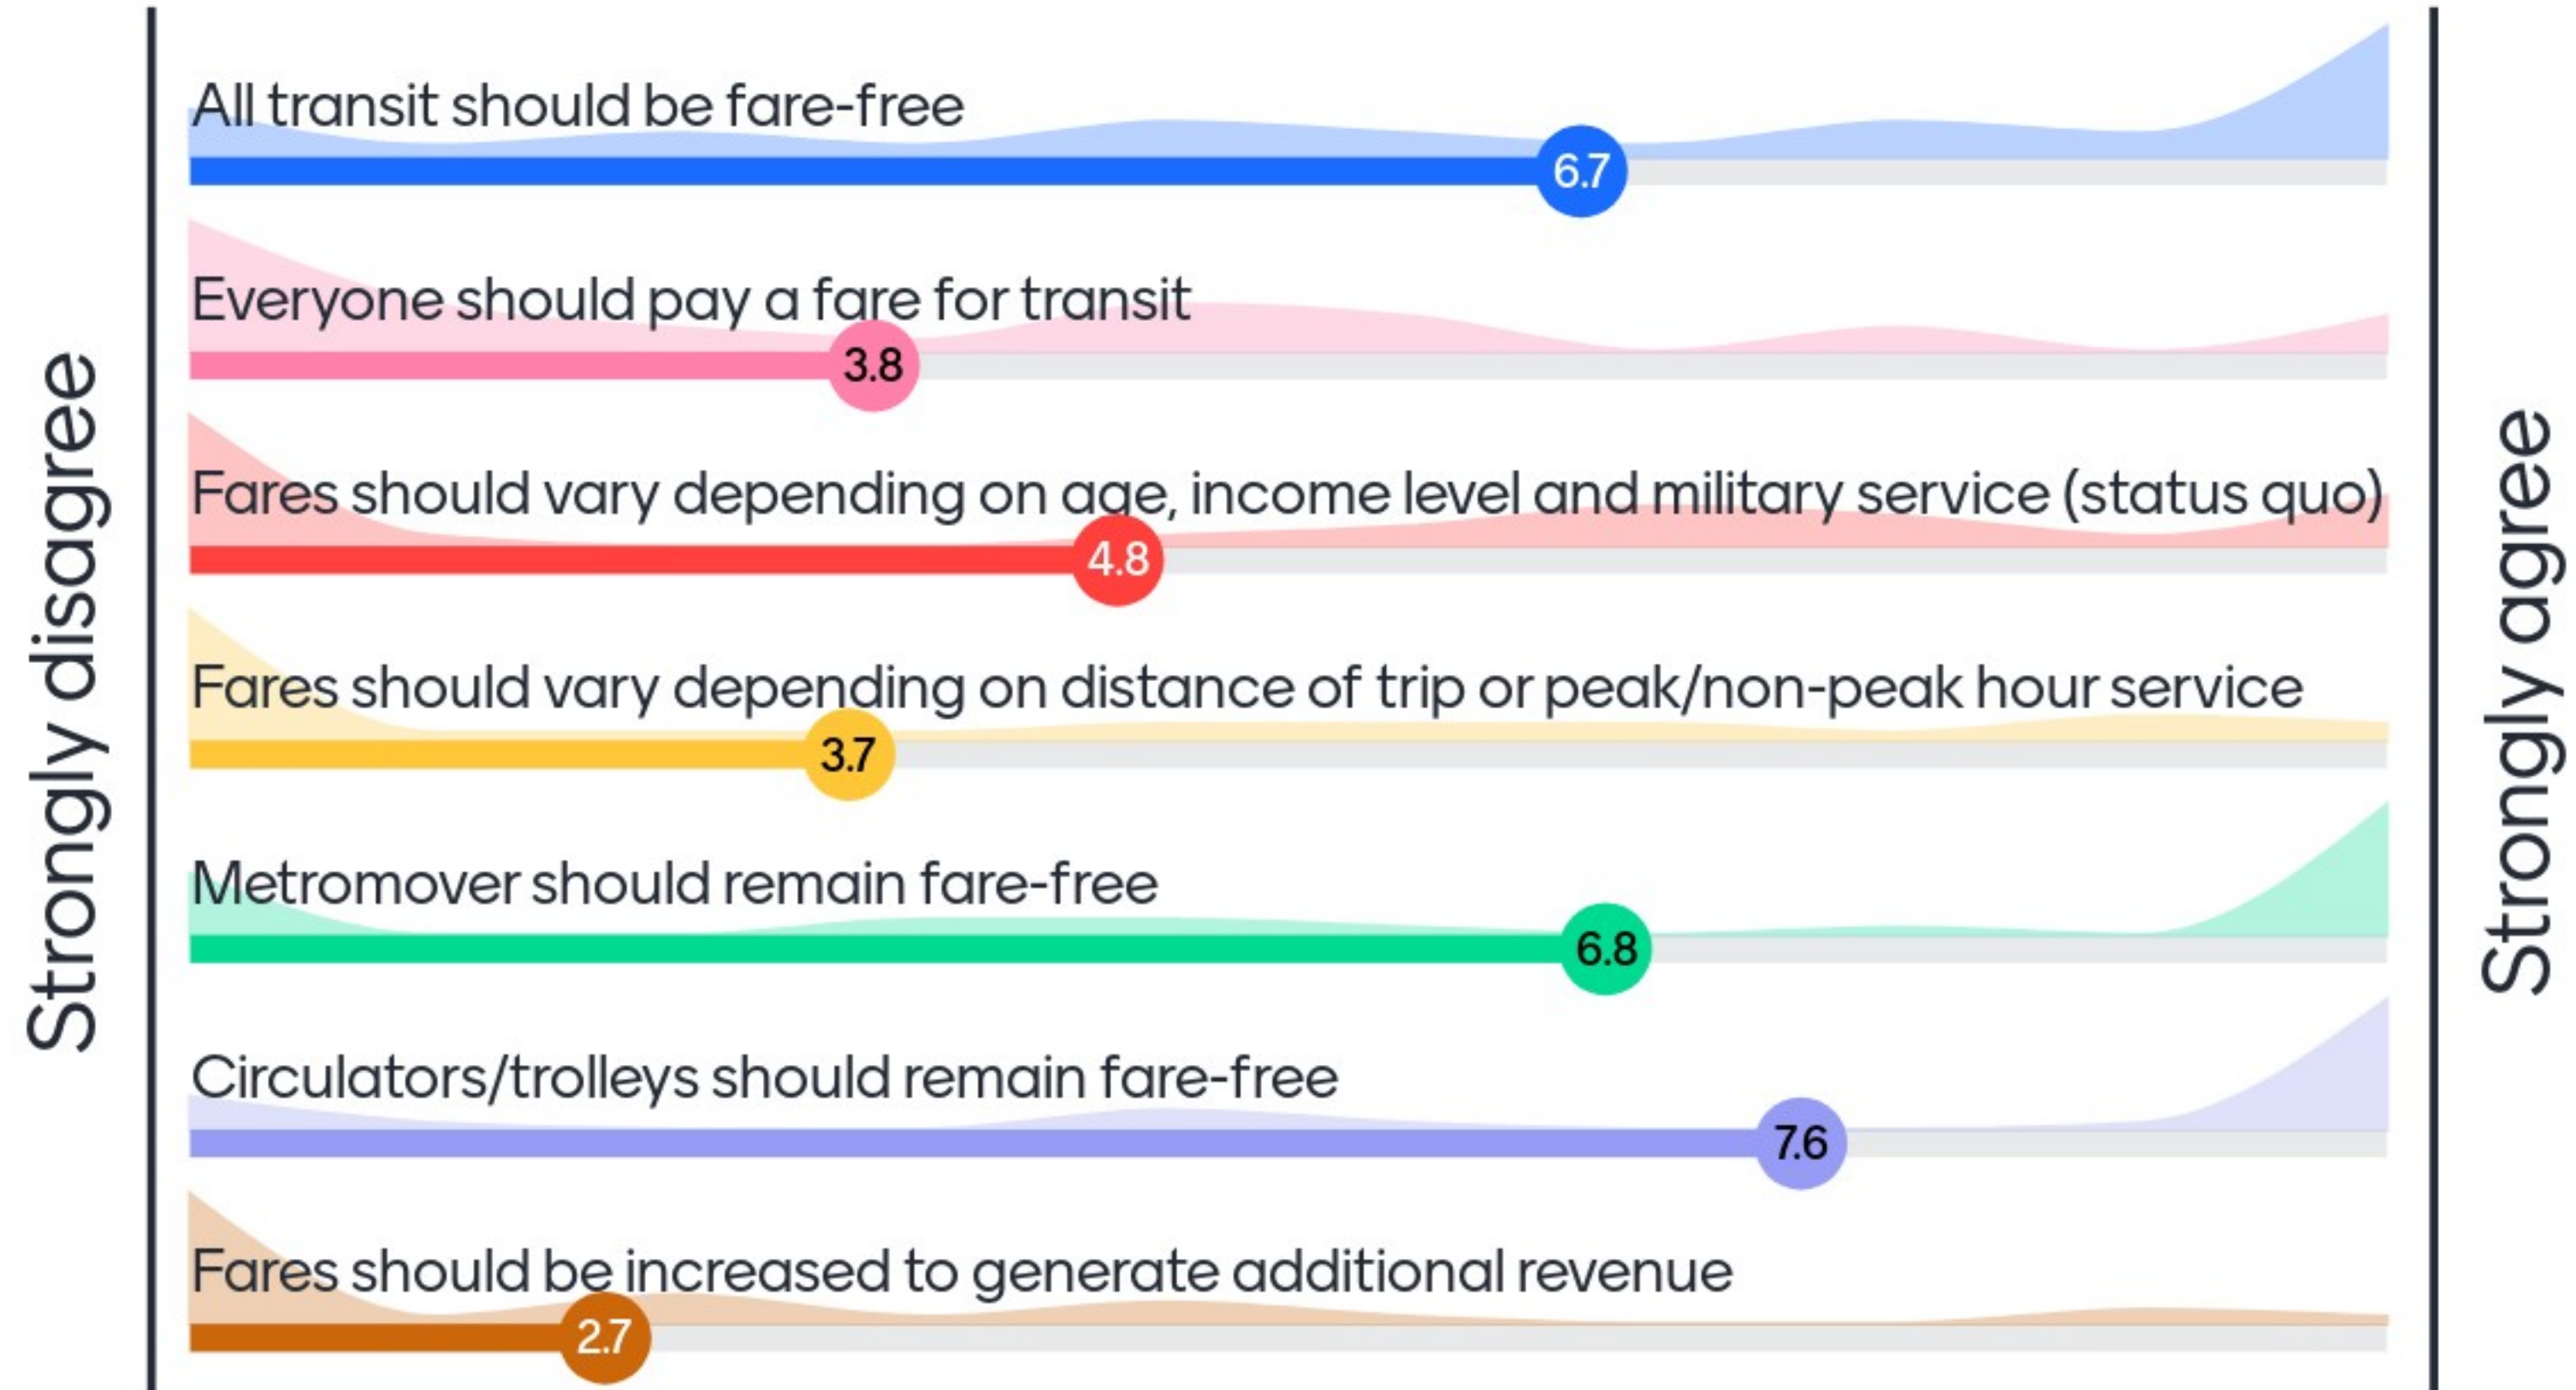 Strongly disagree
All transit should be fare-free
6.7
Everyone should pay a fare for transit
3.8
Fares should vary depending on age, income level and military service (status quo)
4.8
Fares should vary depending on distance of trip or peak/non-peak hour service
3.7
Metromover should remain fare-free
6.8
Circulators/trolleys should remain fare-free
7.6
Fares should be increased to generate additional revenue
2.7
Strongly agree